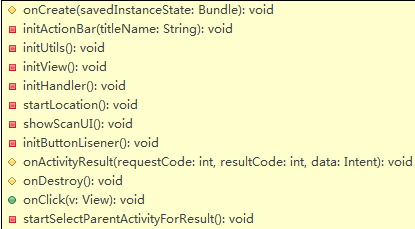 onCreate(savedInstanceState: Bundle): void
initActionBar(titleName: String): void
initUtils(): void
initView(): void
initHandler(): void
startLocation(): void
showScanUI(): void
initButtonLisener(): void
onActivityResult(requestCode: int, resultCode: int, data: Intent): void
onDestroy(): void
onClick(v: View): void
startSelectParentActivityForResult(): void